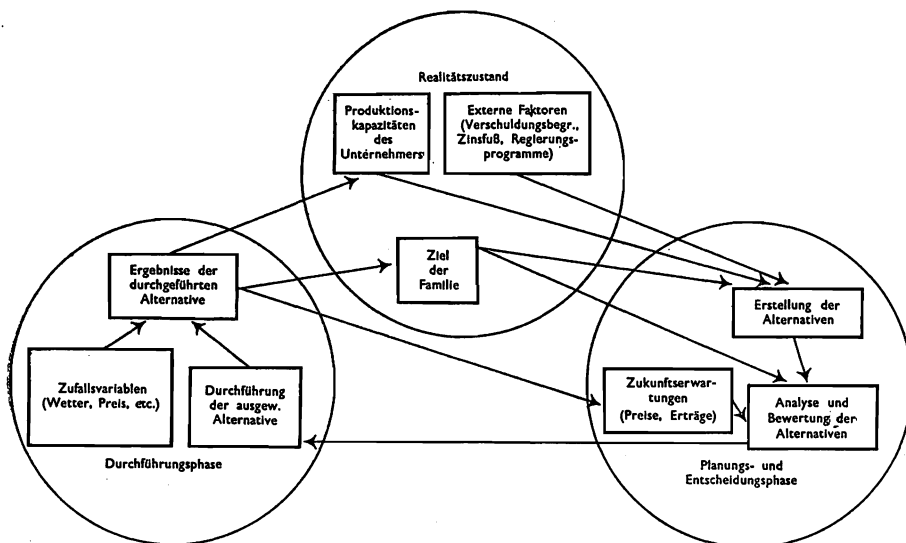 Realitätszustand
Produktions-
kapazitäten
des
Unternehmers
Externe Faktoren
(Verschuldungsbegr.,
Zinsfuß, Regierungs-
programme)
Ziel
der
Familie
Ergebnisse der
durchgeführten
Alternative
Zufallsvariablen
(Wetter, Preis, etc.)
Durchführung
der ausgew.
Alternative
Durchführungsphase
Erstellung der
Alternativen
Zukunftserwar-
tungen
(Preise, Erträge)
Analyse und
Bewertung der
Alternativen
Planungs- und
Entscheidungsphase